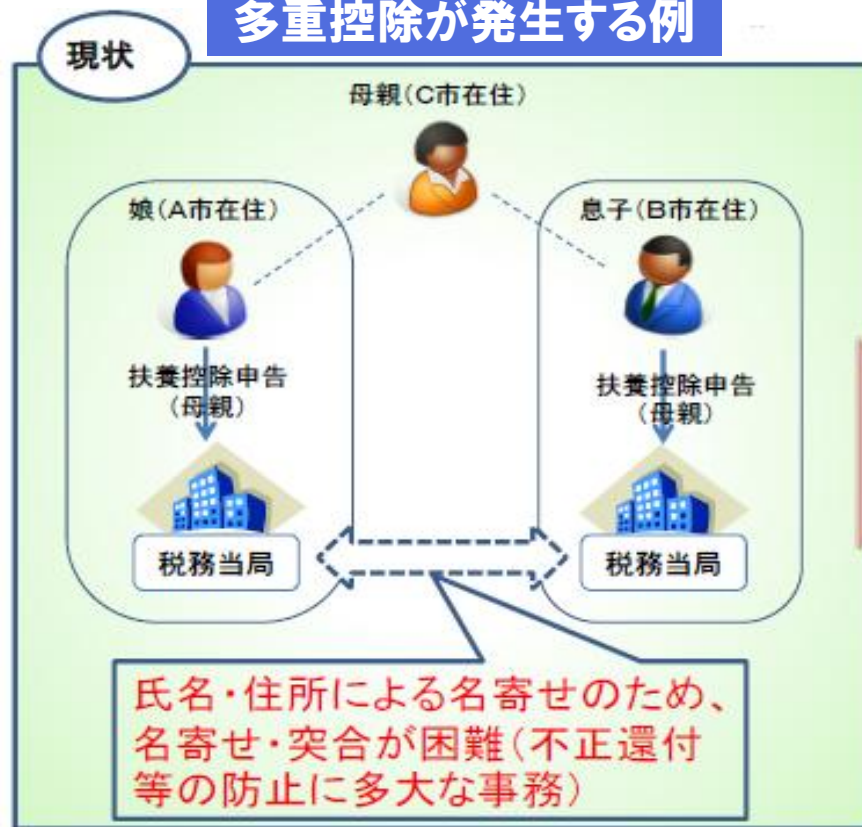 多重控除が発生する例
現状
母親(C市在住)
娘(A市在住)
息子(B市在住)
扶養控除申告
(母親)
扶養控除申告
(母親)
税務当局
税務当局
氏名・住所による名寄せのため、
名寄せ・突合が困難(不正還付
等の防止に多大な事務)